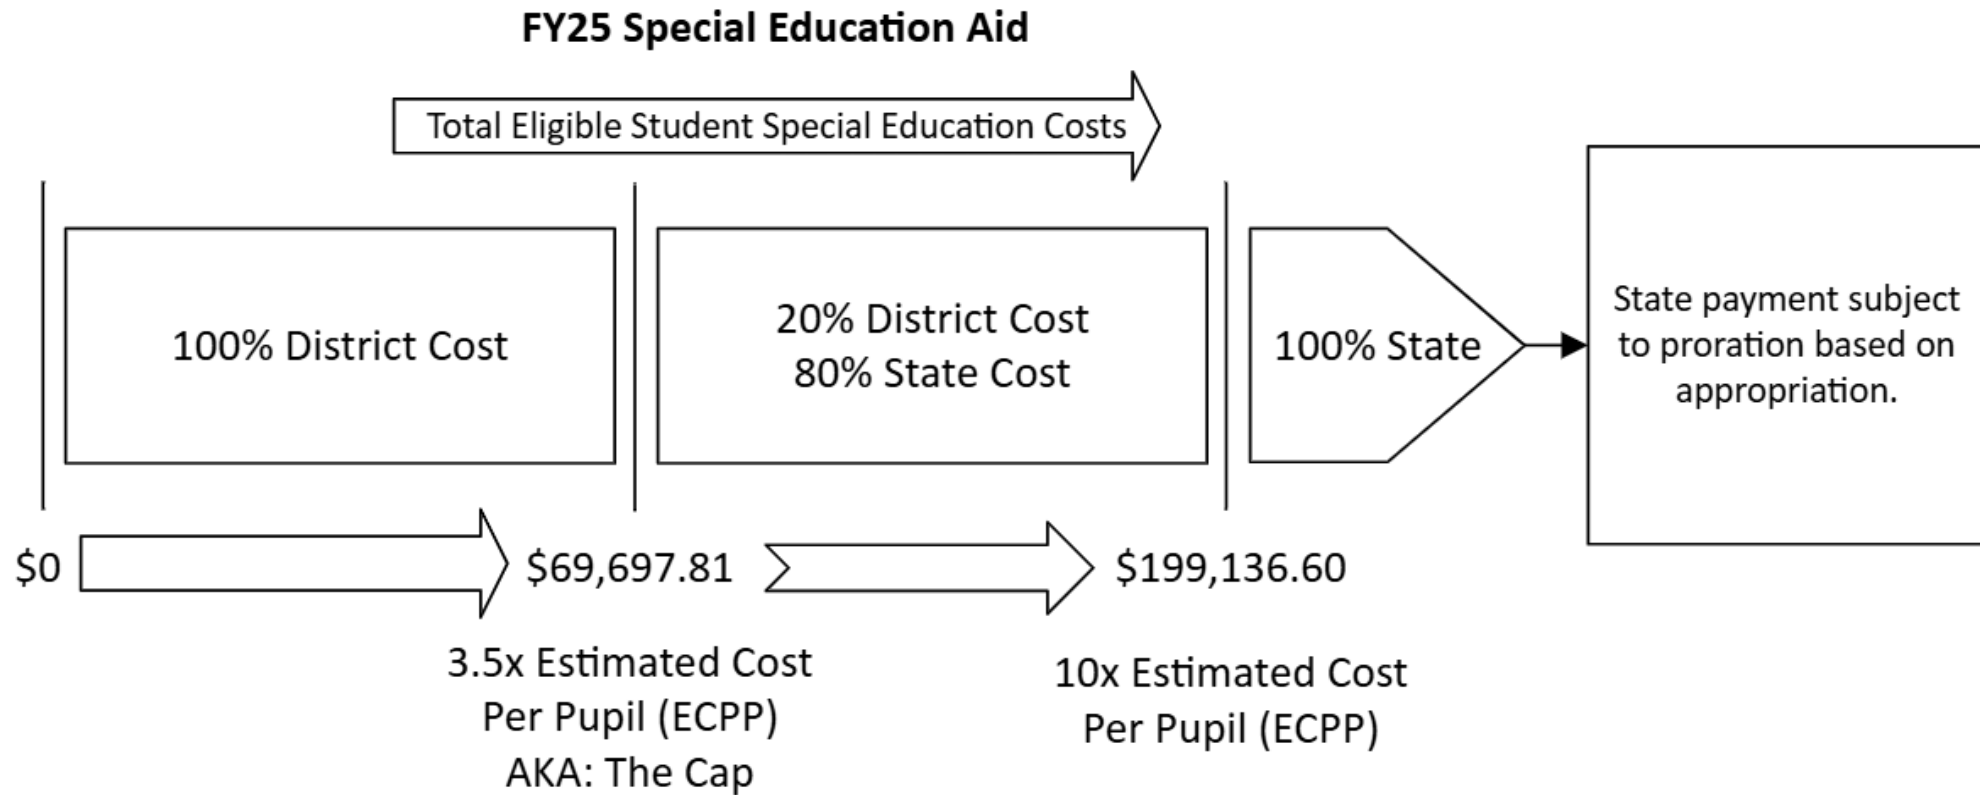 FY25 Special Education Aid
Total Eligible Student Special Education Costs
100% District Cost
20% District Cost
80% State Cost
100% State
State payment subject
to proration based on
appropriation.
$0
$69,697.81
$199,136.60
3.5x Estimated Cost
Per Pupil (ECPP)
AKA: The Cap
10x Estimated Cost
Per Pupil (ECPP)